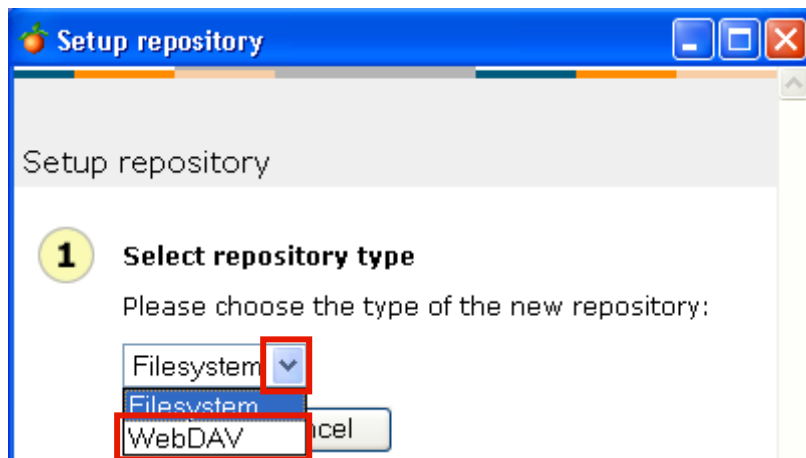 Setup repository
Setup repository
1 Select repository type
Please choose the type of the new repository:
Filesystem
Filesystem
WebDAV